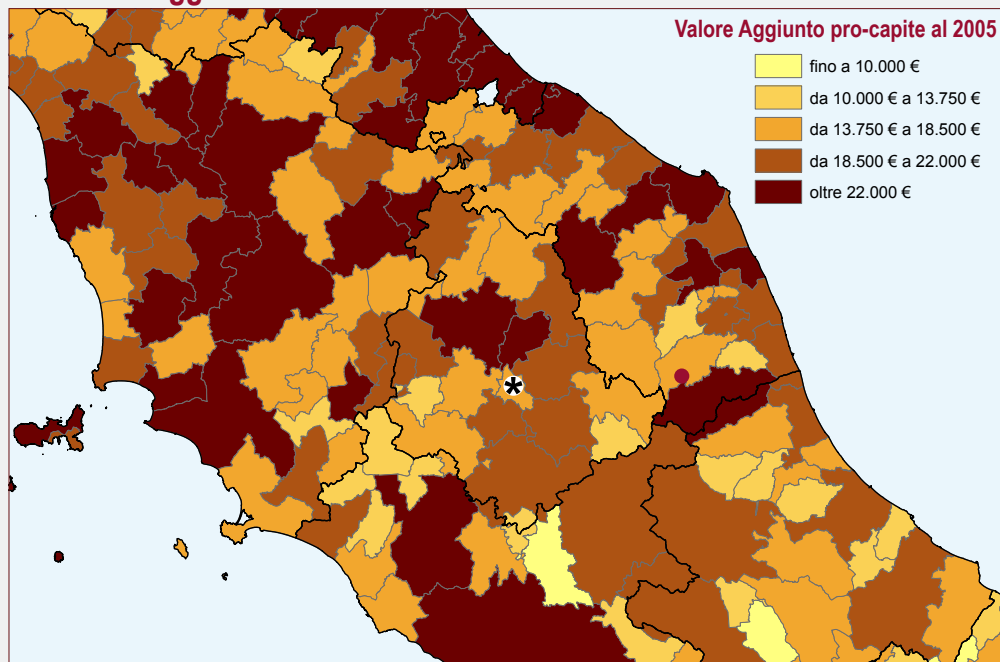 Valore Aggiunto pro-capite al 2005
fino a 10.000 €
da 10.000 € a 13.750 €
da 13.750 € a 18.500 €
da 18.500 € a 22.000 €
oltre 22.000 €
*